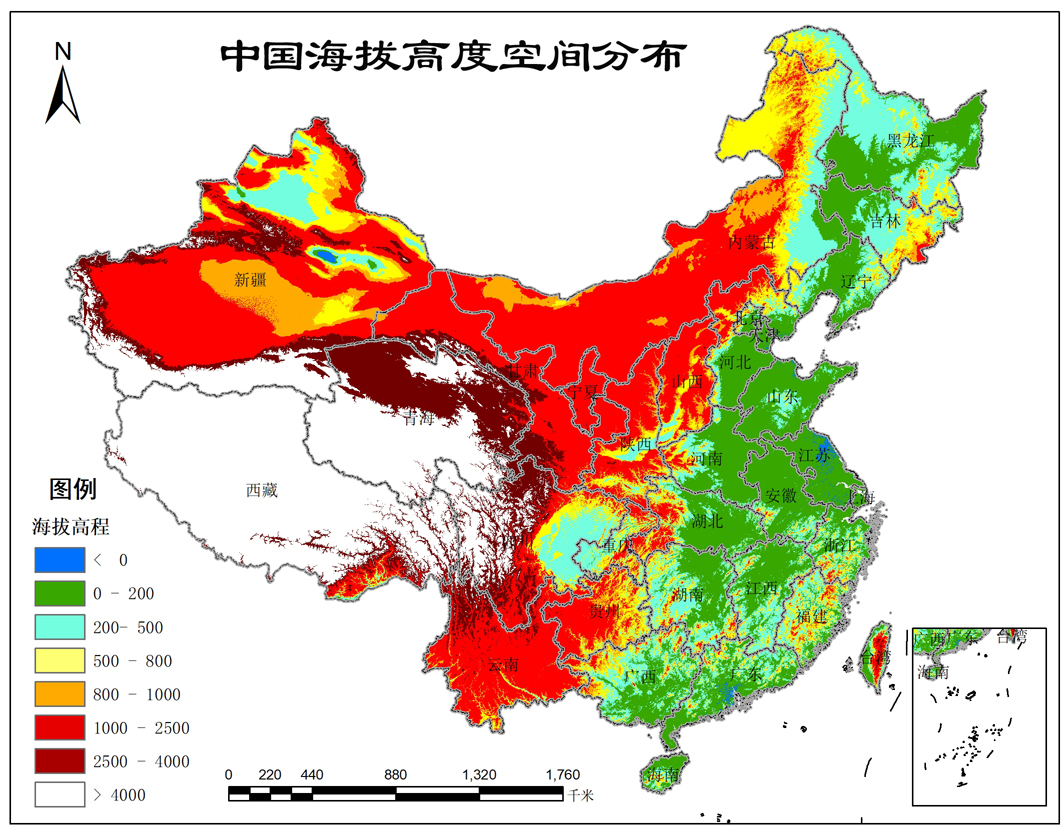 中国海拔高度空间分布
N
黑龙江
吉林
内蒙古
辽宁
新疆
北京
天津
河北
甘肃
山西
宁夏
山东
青海
陕西
河南
江苏
西藏
安徽
上海
湖北
四川
重庆
浙江
江西
湖南
贵州
福建
云南
台湾
广西
广东
海南
广西
广东
台湾
海南
图例
海拔高程
< 0
0 - 200
200- 500
500 - 800
800 - 1000
1000 - 2500
2500 - 4000
> 4000
0 220 440 880 1,320 1,760
千米